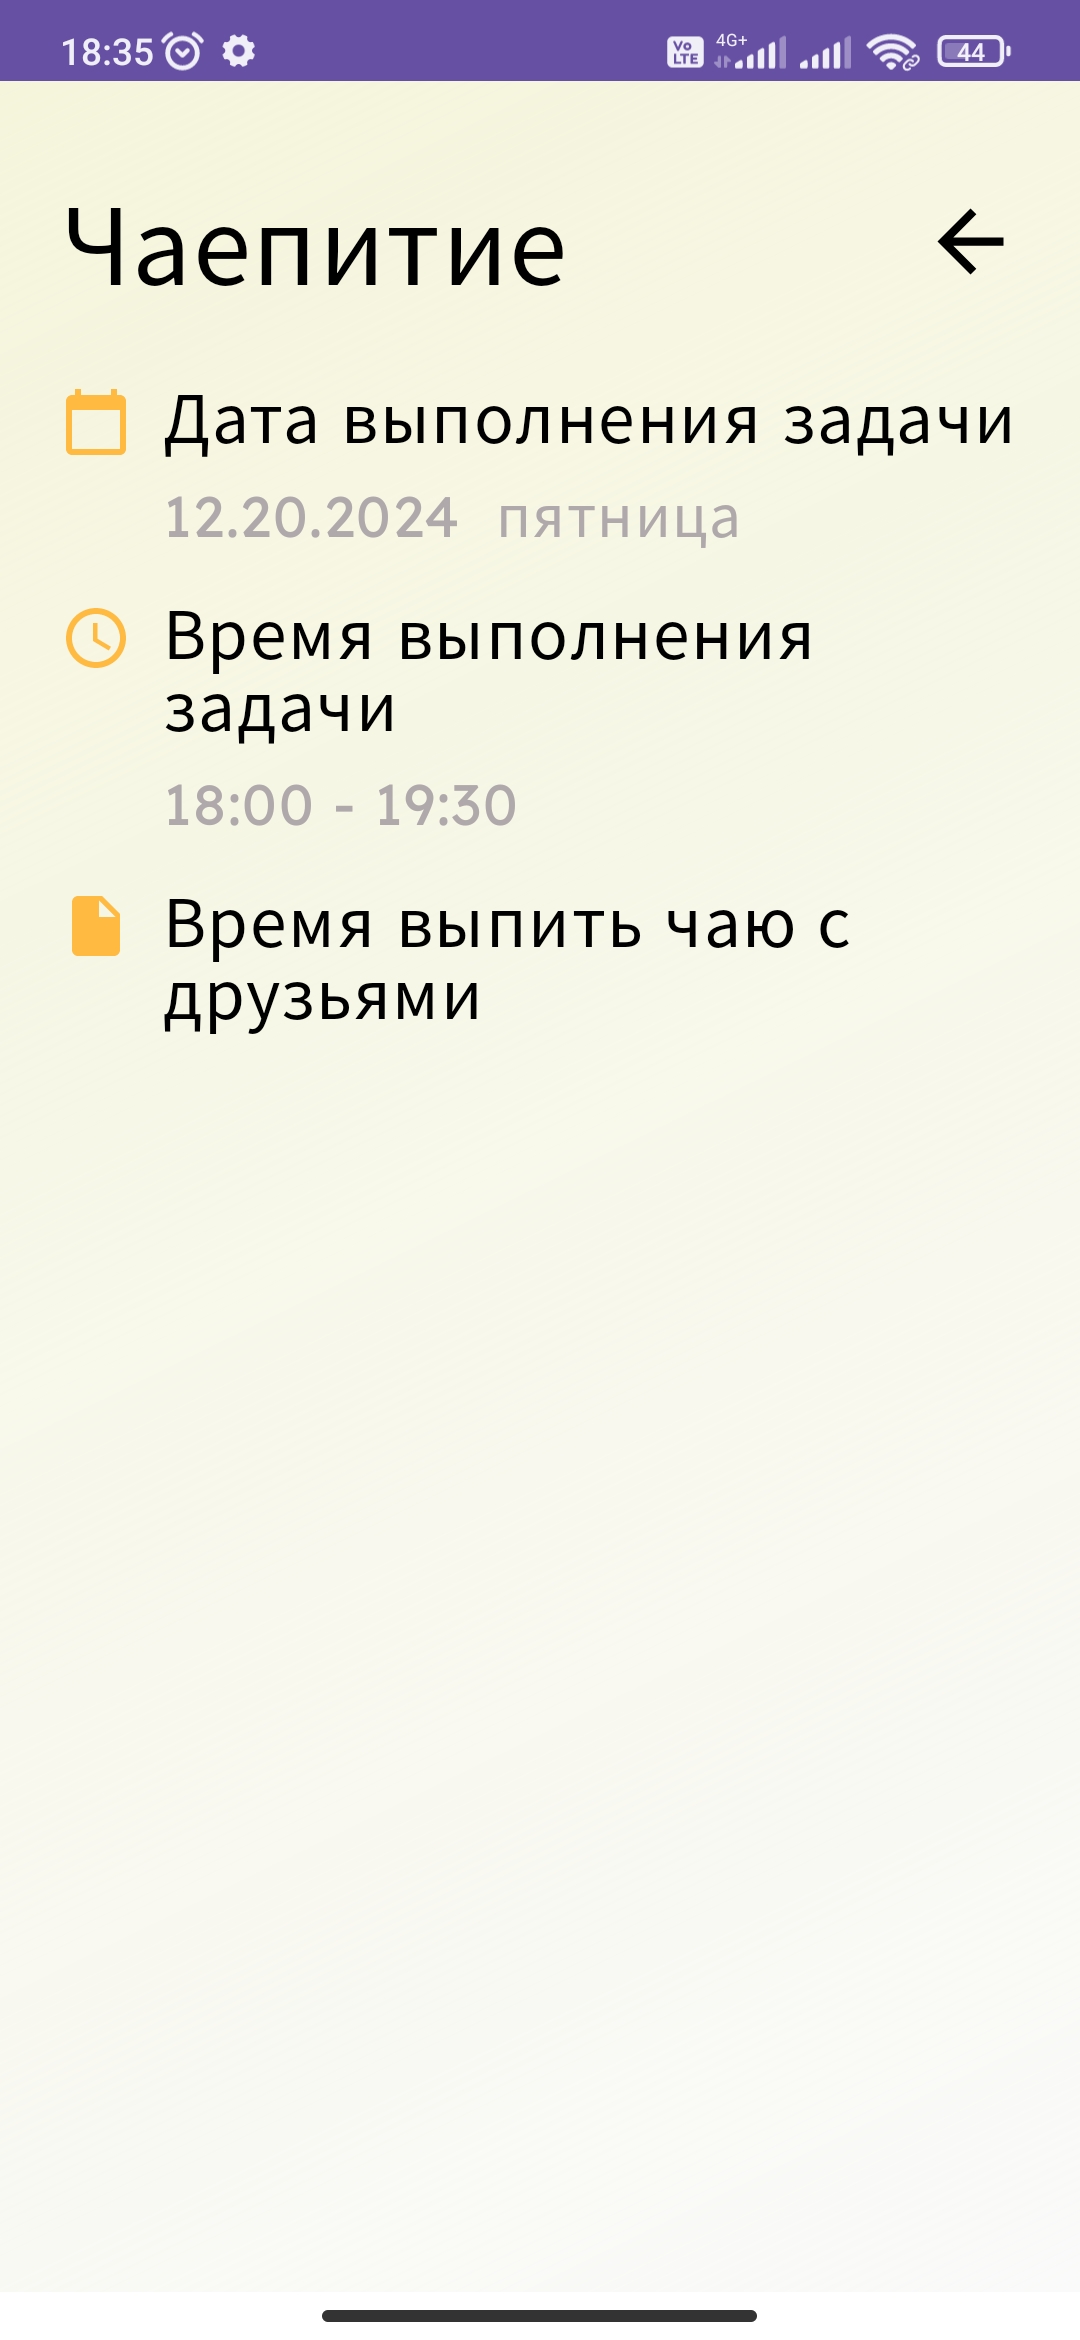 18:35 Vo LTE 4G+ 44
Чаепитие
Дата выполнения задачи
12.20.2024 пятница
Время выполнения
задачи
18:00 - 19:30
Время выпить чаю с
друзьями